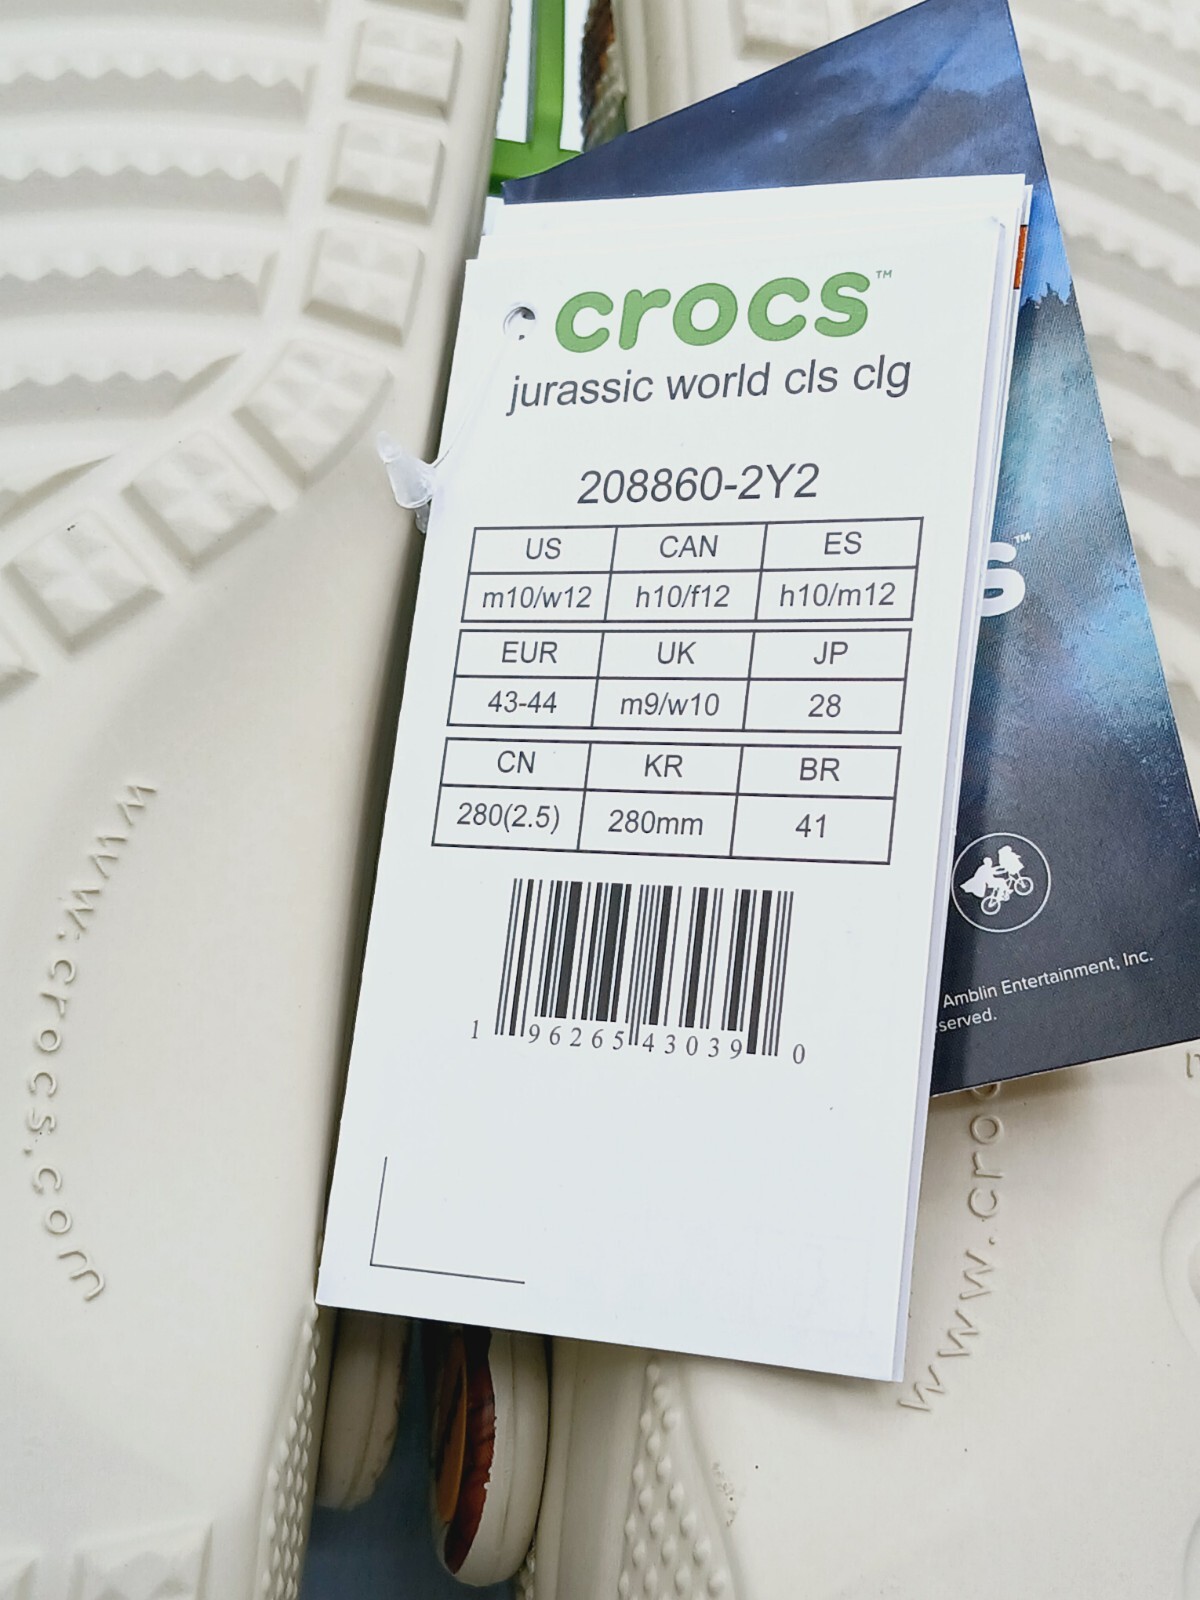 crocs™
jurassic world cls clg
208860-2Y2
US CAN ES
m10/w12 h10/f12 h10/m12
EUR UK JP
43-44 m9/w10 28
CN KR BR
280(2.5) 280mm 41
1 96265 43039 0
s™
Amblin Entertainment, Inc.
served.
www.crocs.com
www.cro